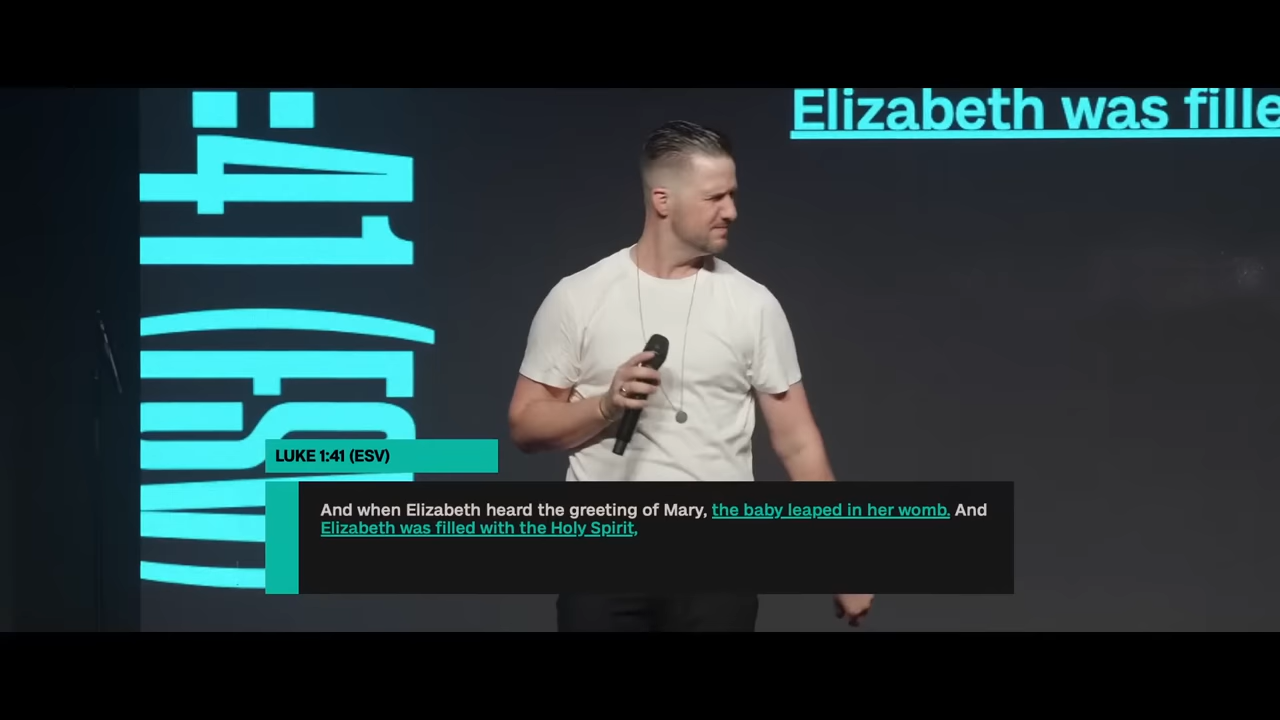 Elizabeth was fille
:41 (ESV)
LUKE 1:41 (ESV)
And when Elizabeth heard the greeting of Mary, the baby leaped in her womb. And
Elizabeth was filled with the Holy Spirit,